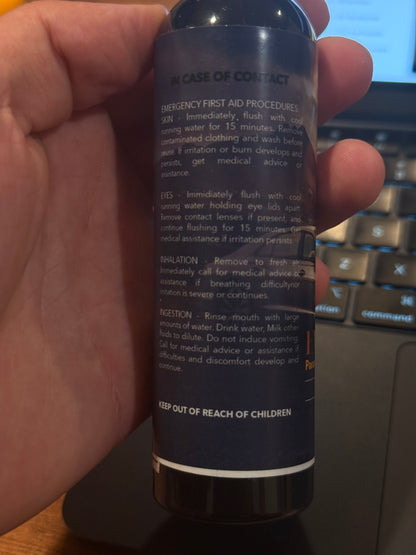 IN CASE OF CONTACT
EMERGENCY FIRST AID PROCEDURES:
SKIN - Immediately flush with cool
running water for 15 minutes. Remove
contaminated clothing and wash before
reuse. If irritation or burn develops and
persists, get medical advice or
assistance.
EYES - Immidiately flush with cool
running water holding eye lids apart.
Remove contact lenses if present, and
continue flushing for 15 minutes. Get
medical assistance if irritation persists.
INHALATION - Remove to fresh air
Immediately call for medical advice or
assistance if breathing difficultynor
irritation is severe or continues.
INGESTION - Rinse mouth with large
amounts of water. Drink water, Milk other
fluids to dilute. Do not induce vomiting.
Call for medical advice or assistance if
difficulties and discomfort develop and
continue.
KEEP OUT OF REACH OF CHILDREN
Z
X
command